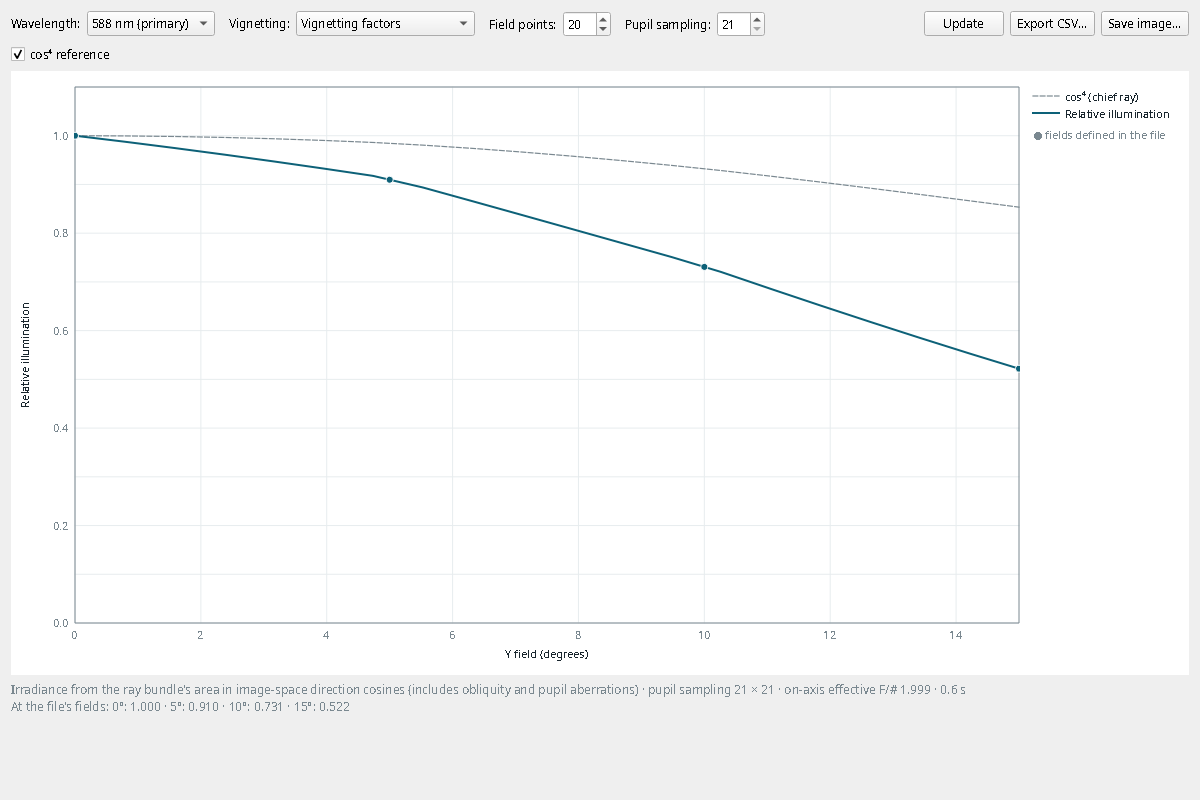 Wavelength: 588 nm (primary) Vignetting: Vignetting factors Field points: 20 Pupil sampling: 21 Update Export CSV... Save image...
cos⁴ reference
cos⁴ (chief ray)
Relative illumination
fields defined in the file
1.0
0.8
0.6
0.4
0.2
0.0
Relative illumination
0 2 4 6 8 10 12 14
Y field (degrees)
Irradiance from the ray bundle's area in image-space direction cosines (includes obliquity and pupil aberrations) · pupil sampling 21 × 21 · on-axis effective F/# 1.999 · 0.6 s
At the file's fields: 0°: 1.000 · 5°: 0.910 · 10°: 0.731 · 15°: 0.522